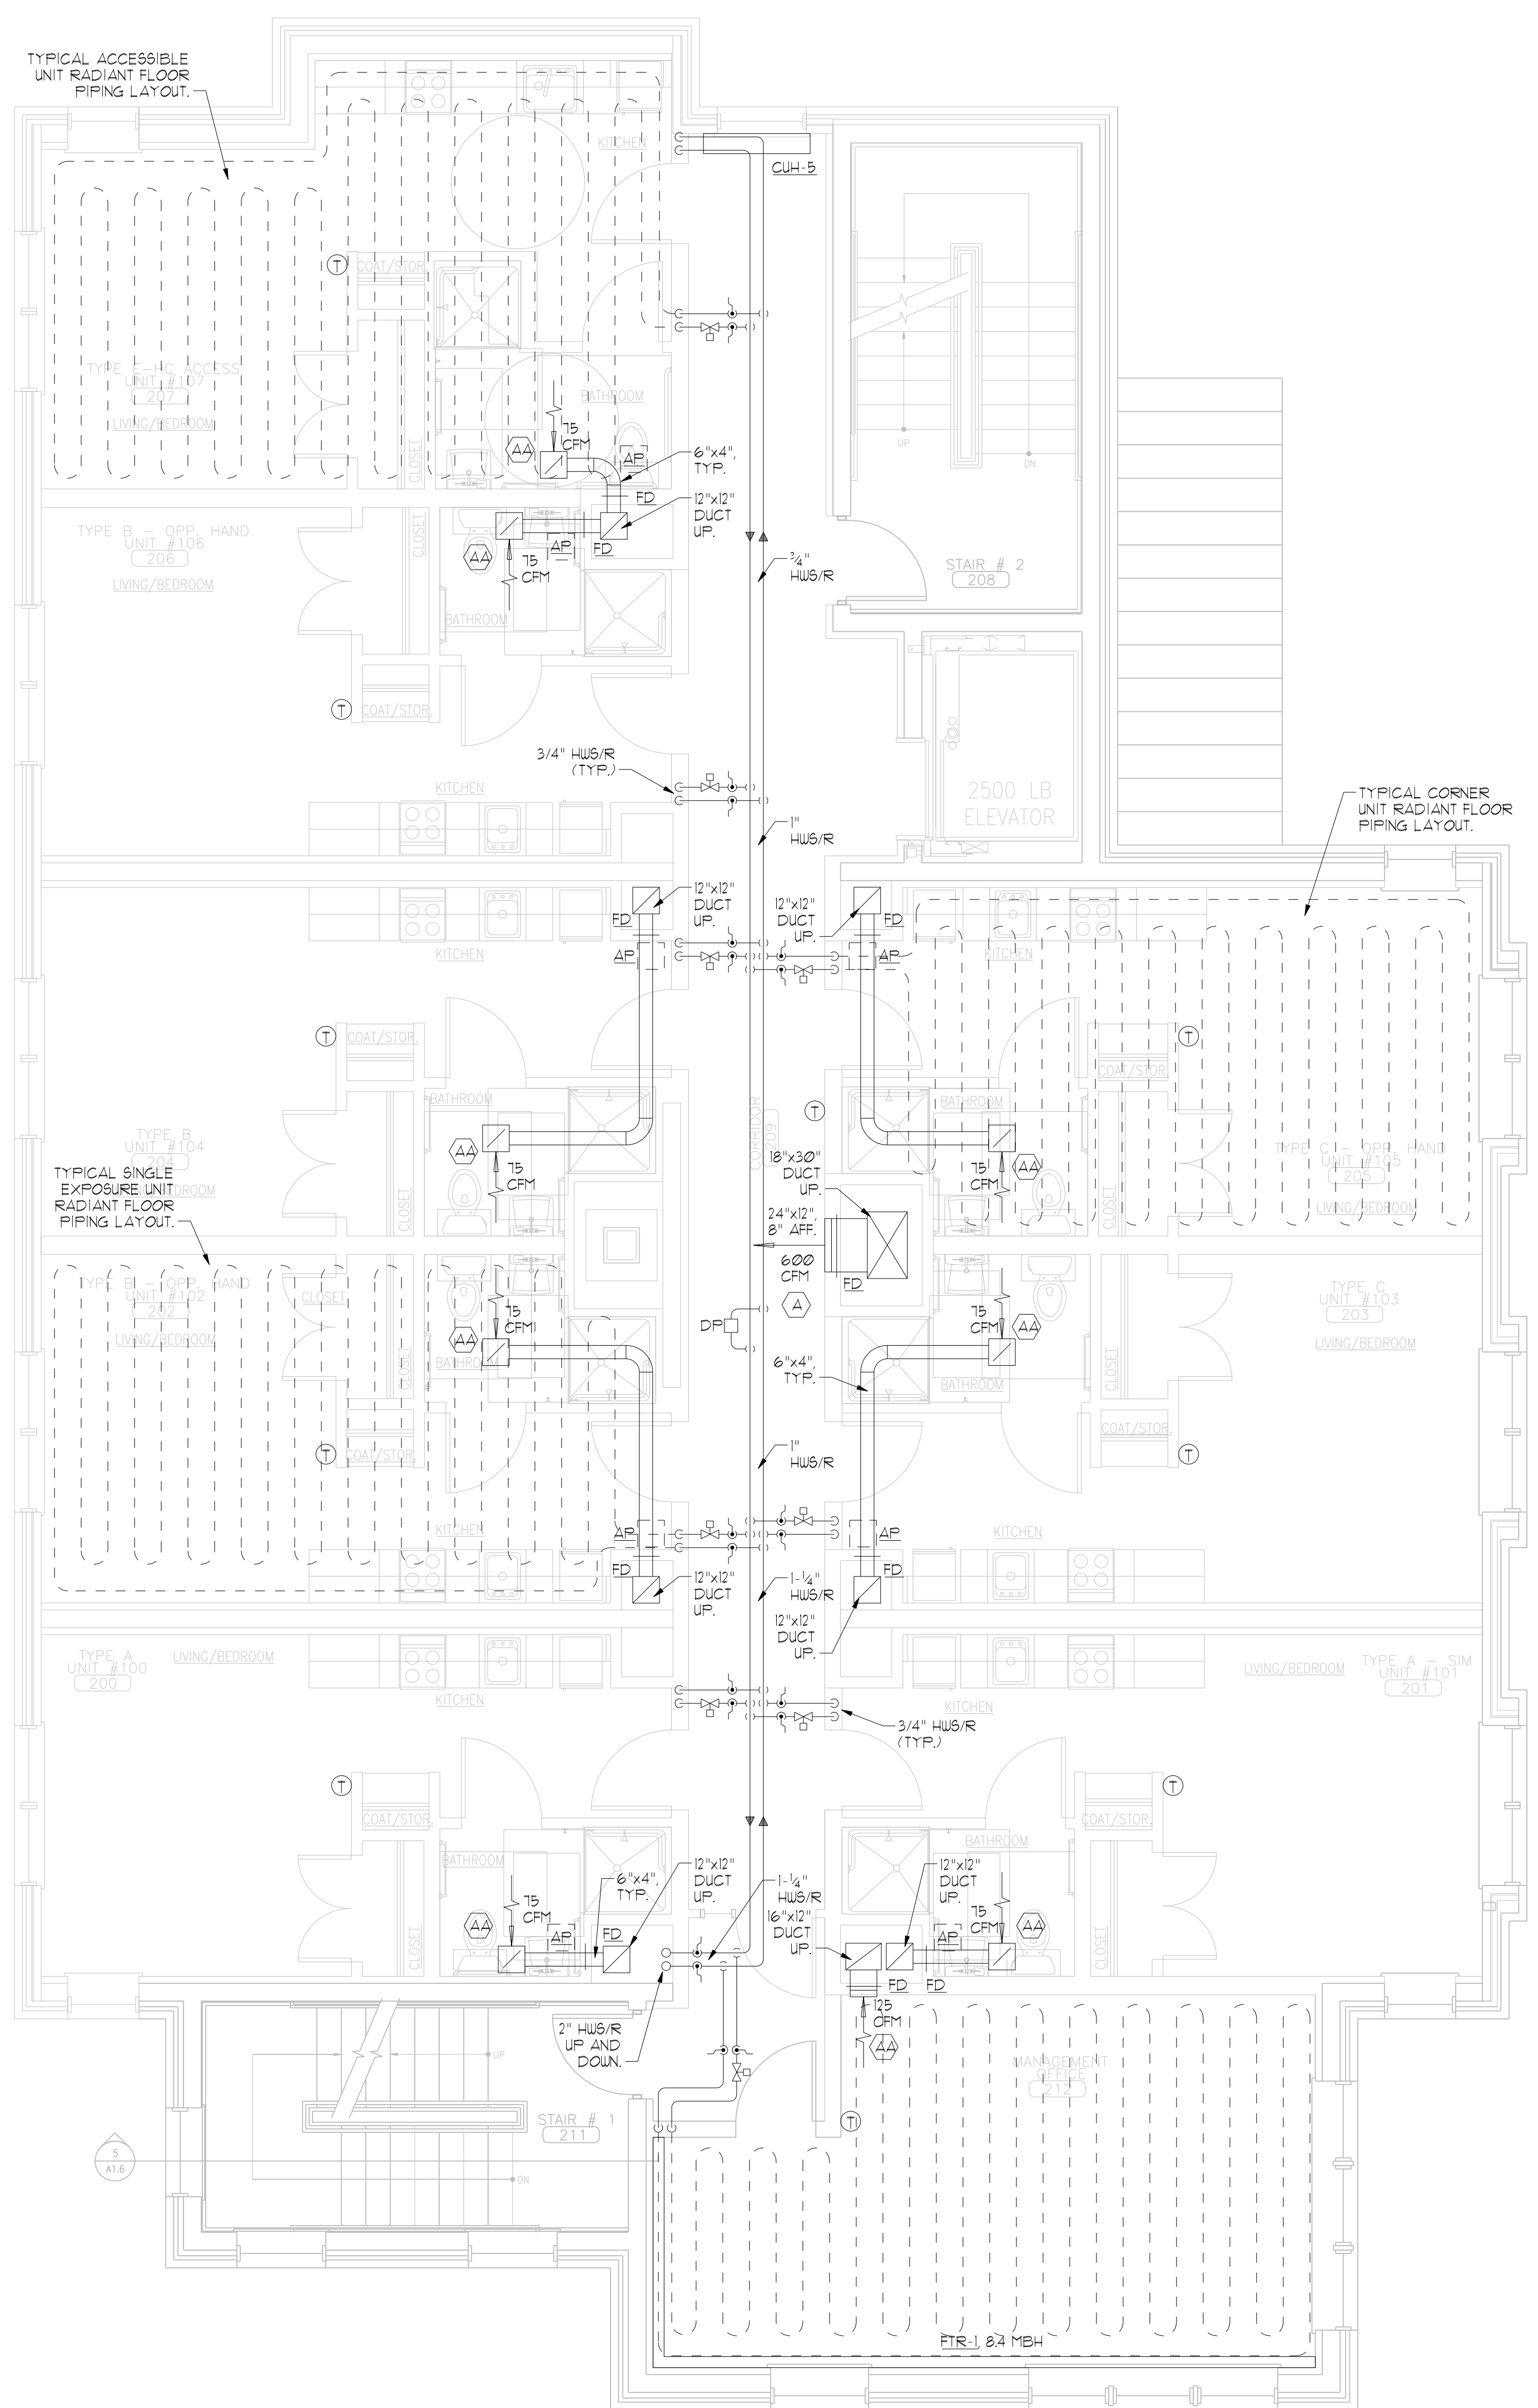 TYPICAL ACCESSIBLE
UNIT RADIANT FLOOR
PIPING LAYOUT.
KITCHEN
CUH-5
T
COAT/STOR.
TYPE E-HC ACCESS
UNIT #107
207
LIVING/BEDROOM
BATHROOM
CLOSET
75
CFM
AA
AP
6"x4",
TYP.
FD
12"x12"
DUCT
UP.
UP
DN
TYPE B - OPP. HAND
UNIT #106
206
LIVING/BEDROOM
CLOSET
AA
75
CFM
AP
FD
BATHROOM
3/4"
HWS/R
STAIR # 2
208
T
COAT/STOR.
3/4" HWS/R
(TYP.)
KITCHEN
1"
HWS/R
2500 LB
ELEVATOR
TYPICAL CORNER
UNIT RADIANT FLOOR
PIPING LAYOUT.
12"x12"
DUCT
UP.
FD
AP
KITCHEN
12"x12"
DUCT
UP.
FD
AP
KITCHEN
T
COAT/STOR.
BATHROOM
AA
75
CFM
CLOSET
TYPE B
UNIT #104
204
LIVING/BEDROOM
CORRIDOR
209
T
T
COAT/STOR.
BATHROOM
75
CFM
AA
CLOSET
TYPE C - OPP. HAND
UNIT #105
205
LIVING/BEDROOM
TYPICAL SINGLE
EXPOSURE UNIT
RADIANT FLOOR
PIPING LAYOUT.
18"x30"
DUCT
UP.
24"x12",
8" AFF.
600
CFM
FD
A
DP
TYPE B - OPP. HAND
UNIT #102
202
LIVING/BEDROOM
CLOSET
CLOSET
AA
75
CFM
BATHROOM
T
COAT/STOR.
75
CFM
AA
BATHROOM
CLOSET
6"x4",
TYP.
TYPE C
UNIT #103
203
LIVING/BEDROOM
COAT/STOR.
T
1"
HWS/R
KITCHEN
AP
FD
12"x12"
DUCT
UP.
1-1/4"
HWS/R
AP
FD
KITCHEN
12"x12"
DUCT
UP.
TYPE A
UNIT #100
200
LIVING/BEDROOM
KITCHEN
KITCHEN
LIVING/BEDROOM
TYPE A - SIM
UNIT #101
201
3/4" HWS/R
(TYP.)
T
COAT/STOR.
BATHROOM
CLOSET
AA
75
CFM
6"x4",
TYP.
AP
FD
12"x12"
DUCT
UP.
1-1/4"
HWS/R
16"x12"
DUCT
UP.
12"x12"
DUCT
UP.
T
COAT/STOR.
BATHROOM
AP
75
CFM
AA
CLOSET
FD
FD
125
CFM
AA
2" HWS/R
UP AND
DOWN.
UP
DN
STAIR # 1
211
MANAGEMENT
OFFICE
212
T
5
A1.6
FTR-1, 8.4 MBH